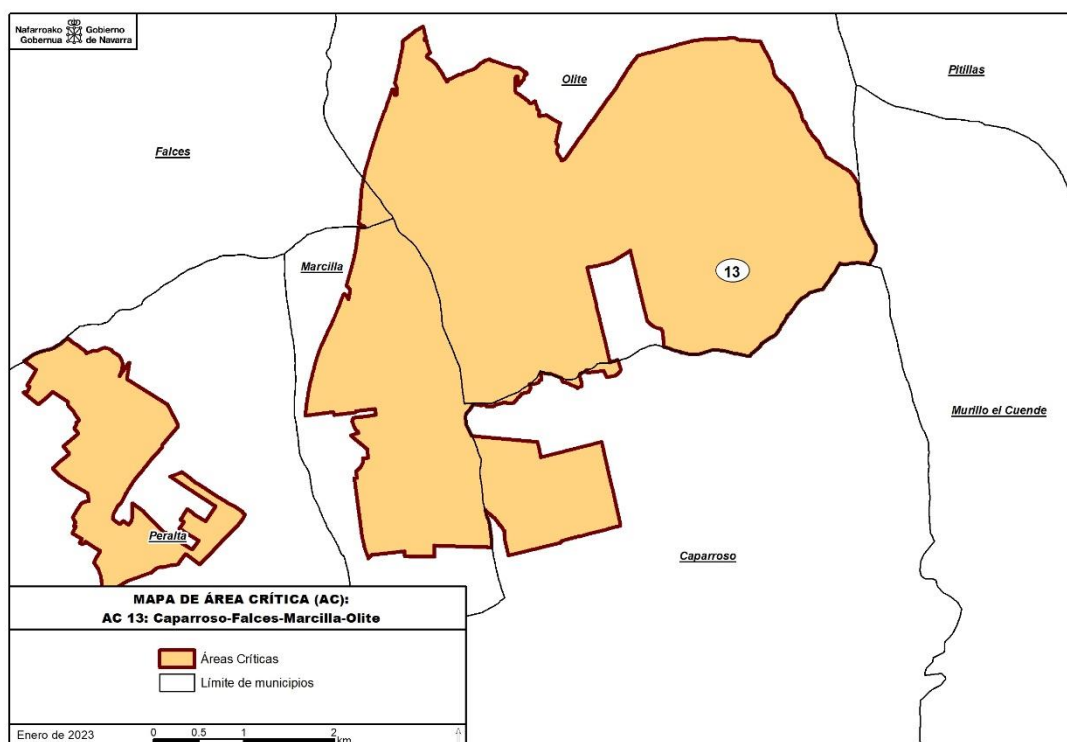 Nafarroako Gobernua
Gobierno de Navarra
Olite
Pitillas
Falces
Marcilla
13
Murillo el Cuende
Peralta
Caparroso
MAPA DE ÁREA CRÍTICA (AC):
AC 13: Caparroso-Falces-Marcilla-Olite
Áreas Críticas
Límite de municipios
Enero de 2023
0 0.5 1 2
km